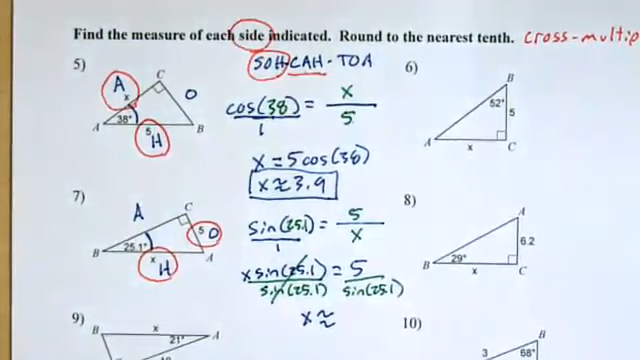 Find the measure of each side indicated. Round to the nearest tenth. cross-multip
SOH-CAH-TOA
5)
C
A
x
O
38°
A
5
H
B
cos(38) = x
1 5
x = 5cos(38)
x ≈ 3.9
6)
B
52°
5
A
x
C
7)
C
A
5 O
25.1°
B
x
H
A
sin(25.1) = 5
1 x
x sin(25.1) = 5
sin(25.1) sin(25.1)
x ≈
8)
A
6.2
29°
B
x
C
9)
B
x
A
21°
10)
B
3
68°